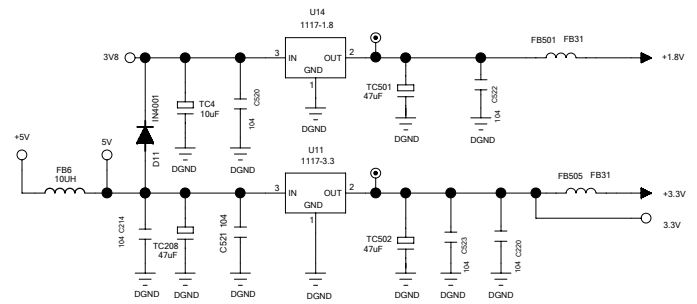 U14
1117-1.8
3V8
3
IN
OUT
2
GND
1
DGND
IN4001
D11
TC4
10uF
C520
104
DGND
DGND
TC501
47uF
DGND
C522
104
DGND
FB501
FB31
+1.8V
+5V
5V
FB6
10UH
U11
1117-3.3
3
IN
OUT
2
GND
1
DGND
104 C214
DGND
TC208
47uF
DGND
C521 104
DGND
TC502
47uF
DGND
C523
104
DGND
C220
104
DGND
FB505
FB31
+3.3V
3.3V